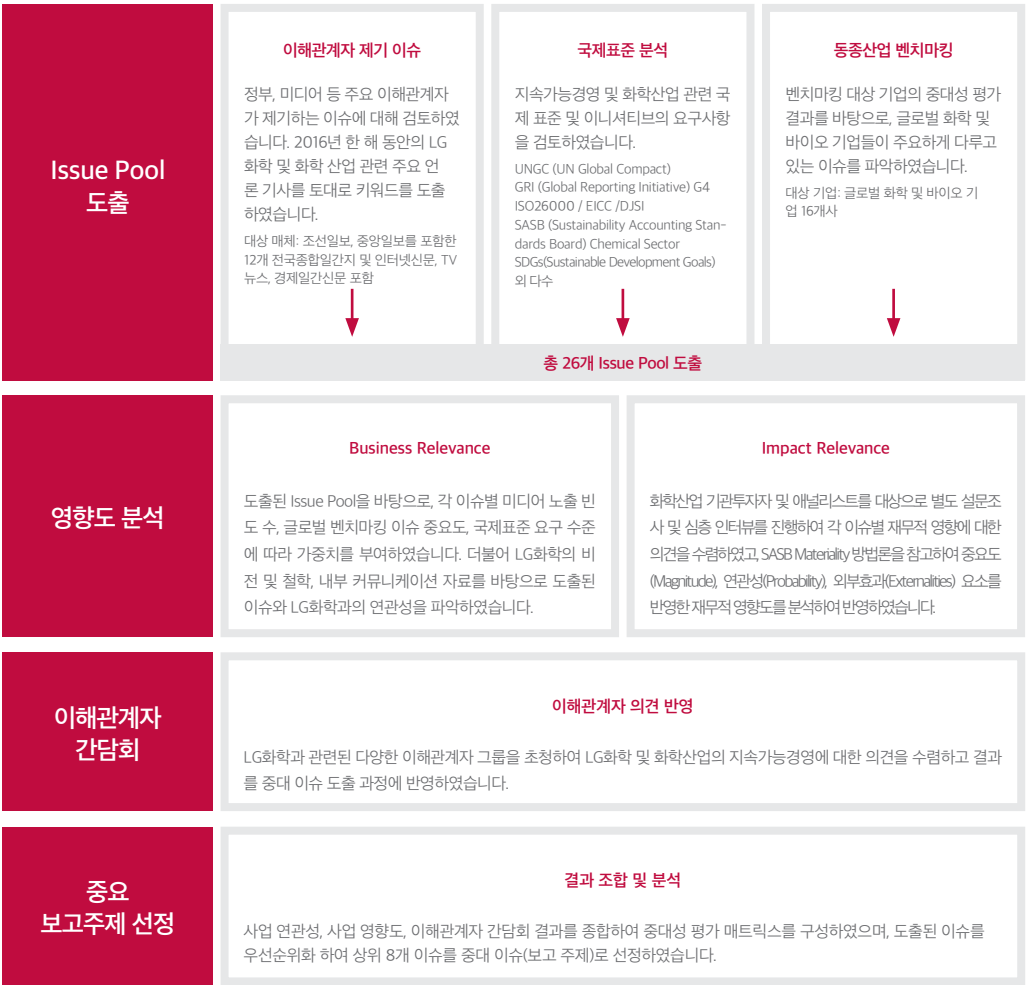 Issue Pool
도출
이해관계자 제기 이슈
정부, 미디어 등 주요 이해관계자
가 제기하는 이슈에 대해 검토하였
습니다. 2016년 한 해 동안의 LG
화학 및 화학 산업 관련 주요 언
론 기사를 토대로 키워드를 도출
하였습니다.
대상 매체: 조선일보, 중앙일보를 포함한
12개 전국종합일간지 및 인터넷신문, TV
뉴스, 경제일간신문 포함
국제표준 분석
지속가능경영 및 화학산업 관련 국
제 표준 및 이니셔티브의 요구사항
을 검토하였습니다.
UNGC (UN Global Compact)
GRI (Global Reporting Initiative) G4
ISO26000 / EICC /DJSI
SASB (Sustainability Accounting Stan-
dards Board) Chemical Sector
SDGs(Sustainable Development Goals)
외 다수
동종산업 벤치마킹
벤치마킹 대상 기업의 중대성 평가
결과를 바탕으로, 글로벌 화학 및
바이오 기업들이 주요하게 다루고
있는 이슈를 파악하였습니다.
대상 기업: 글로벌 화학 및 바이오 기
업 16개사
총 26개 Issue Pool 도출
영향도 분석
Business Relevance
도출된 Issue Pool을 바탕으로, 각 이슈별 미디어 노출 빈
도 수, 글로벌 벤치마킹 이슈 중요도, 국제표준 요구 수준
에 따라 가중치를 부여하였습니다. 더불어 LG화학의 비
전 및 철학, 내부 커뮤니케이션 자료를 바탕으로 도출된
이슈와 LG화학과의 연관성을 파악하였습니다.
Impact Relevance
화학산업 기관투자자 및 애널리스트를 대상으로 별도 설문조
사 및 심층 인터뷰를 진행하여 각 이슈별 재무적 영향에 대한
의견을 수렴하였고, SASB Materiality 방법론을 참고하여 중요도
(Magnitude), 연관성(Probability), 외부효과(Externalities) 요소를
반영한 재무적 영향도를 분석하여 반영하였습니다.
이해관계자
간담회
이해관계자 의견 반영
LG화학과 관련된 다양한 이해관계자 그룹을 초청하여 LG화학 및 화학산업의 지속가능경영에 대한 의견을 수렴하고 결과
를 중대 이슈 도출 과정에 반영하였습니다.
중요
보고주제 선정
결과 조합 및 분석
사업 연관성, 사업 영향도, 이해관계자 간담회 결과를 종합하여 중대성 평가 매트릭스를 구성하였으며, 도출된 이슈를
우선순위화 하여 상위 8개 이슈를 중대 이슈(보고 주제)로 선정하였습니다.